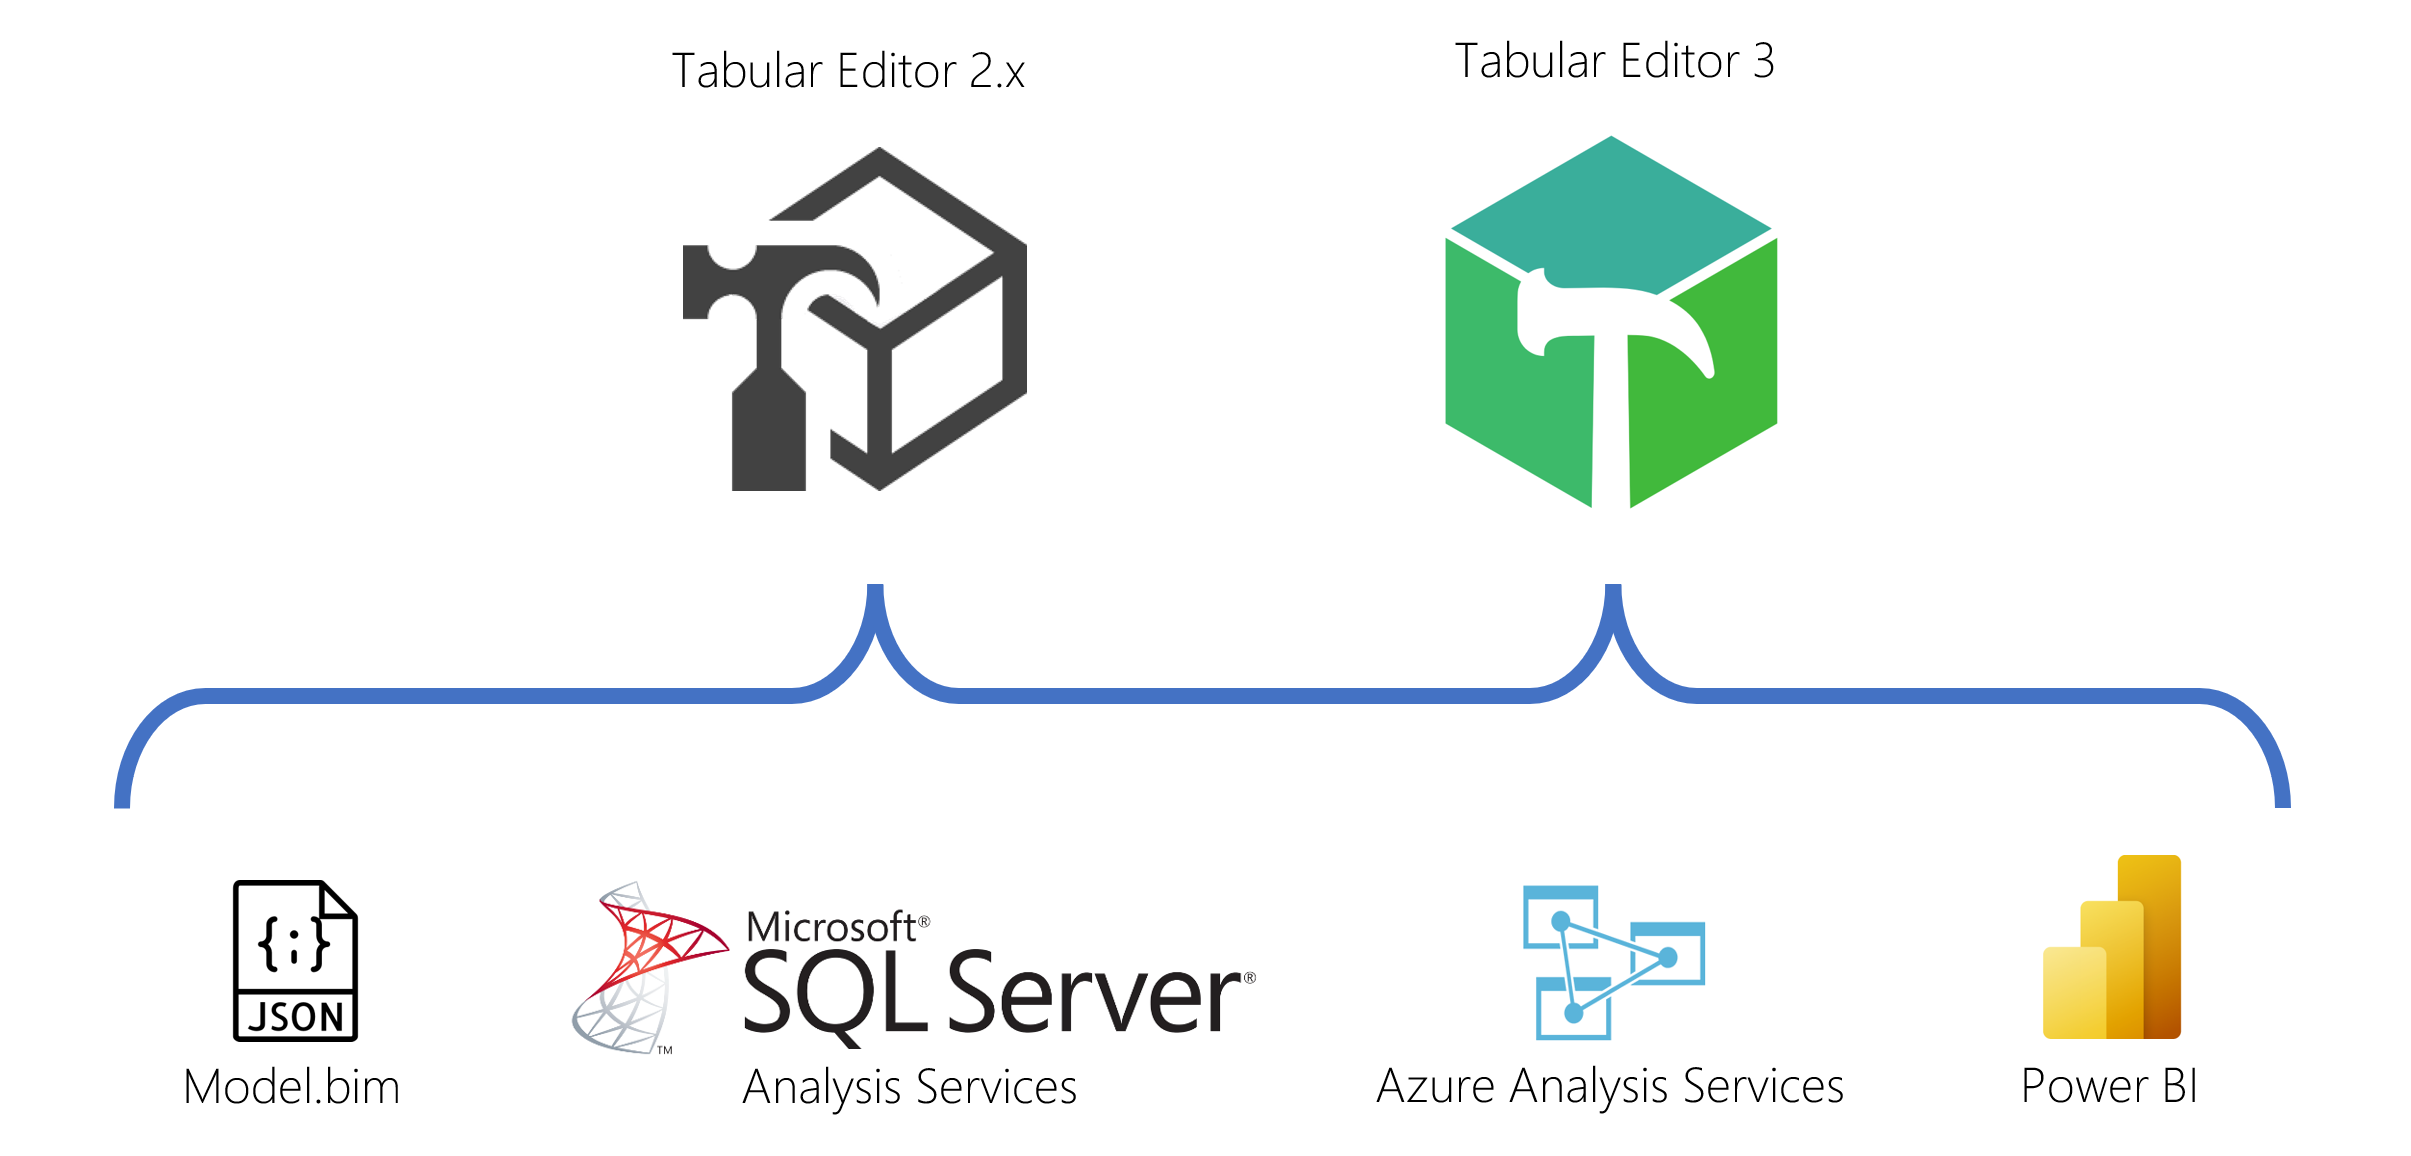 Tabular Editor 2.x
Tabular Editor 3
{;}
JSON
Model.bim
Microsoft®
SQL Server®
TM
Analysis Services
Azure Analysis Services
Power BI